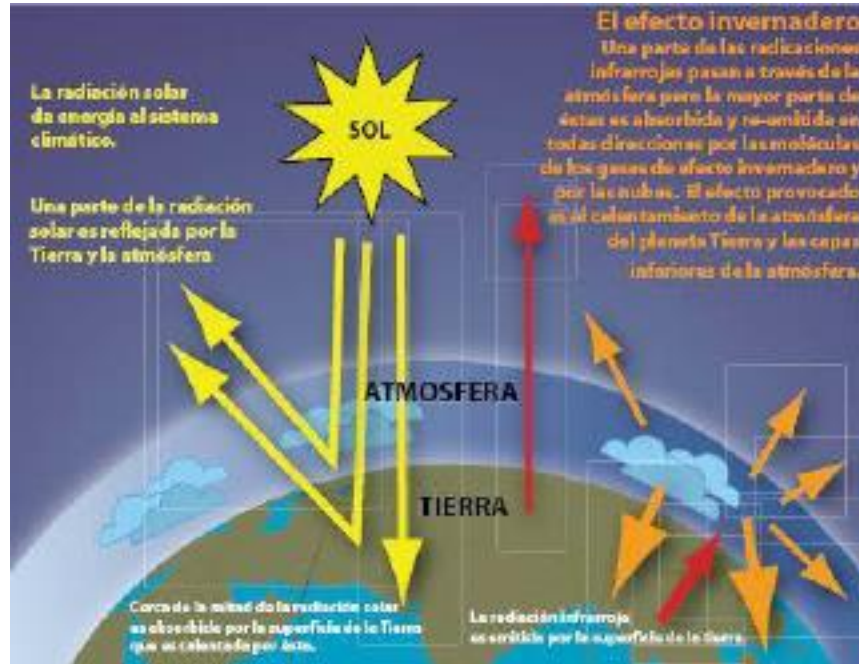 El efecto invernadero
Una parte de las radicaciones
infrarrojas pasan a través de la
atmósfera pero la mayor parte de
éstas es absorbida y re-emitida en
todas direcciones por las moléculas
de los gases de efecto invernadero y
por las nubes. El efecto provocado
es el calentamiento de la atmósfera
del planeta Tierra y las capas
inferiores de la atmósfera
La radiación solar
da energía al sistema
climático.
SOL
Una parte de la radiación
solar es reflejada por la
Tierra y la atmósfera
ATMOSFERA
TIERRA
Cerca de la mitad de la radiación solar
es absorbida por la superficie de la Tierra
que es calentada por ésta.
La radiación infrarroja
es emitida por la superficie de la tierra.